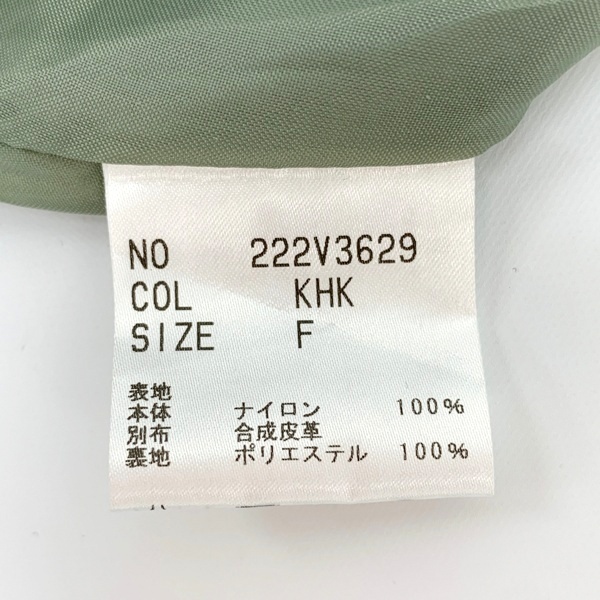 NO 222V3629
COL KHK
SIZE F
表地
本体 ナイロン 100%
別布 合成皮革
裏地 ポリエステル 100%